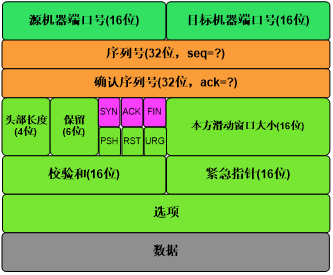 源机器端口号(16位)
目标机器端口号(16位)
序列号(32位，seq=?)
确认序列号(32位，ack=?)
头部长度
(4位)
保留
(6位)
SYN
ACK
FIN
PSH
RST
URG
本方滑动窗口大小(16位)
校验和(16位)
紧急指针(16位)
选项
数据